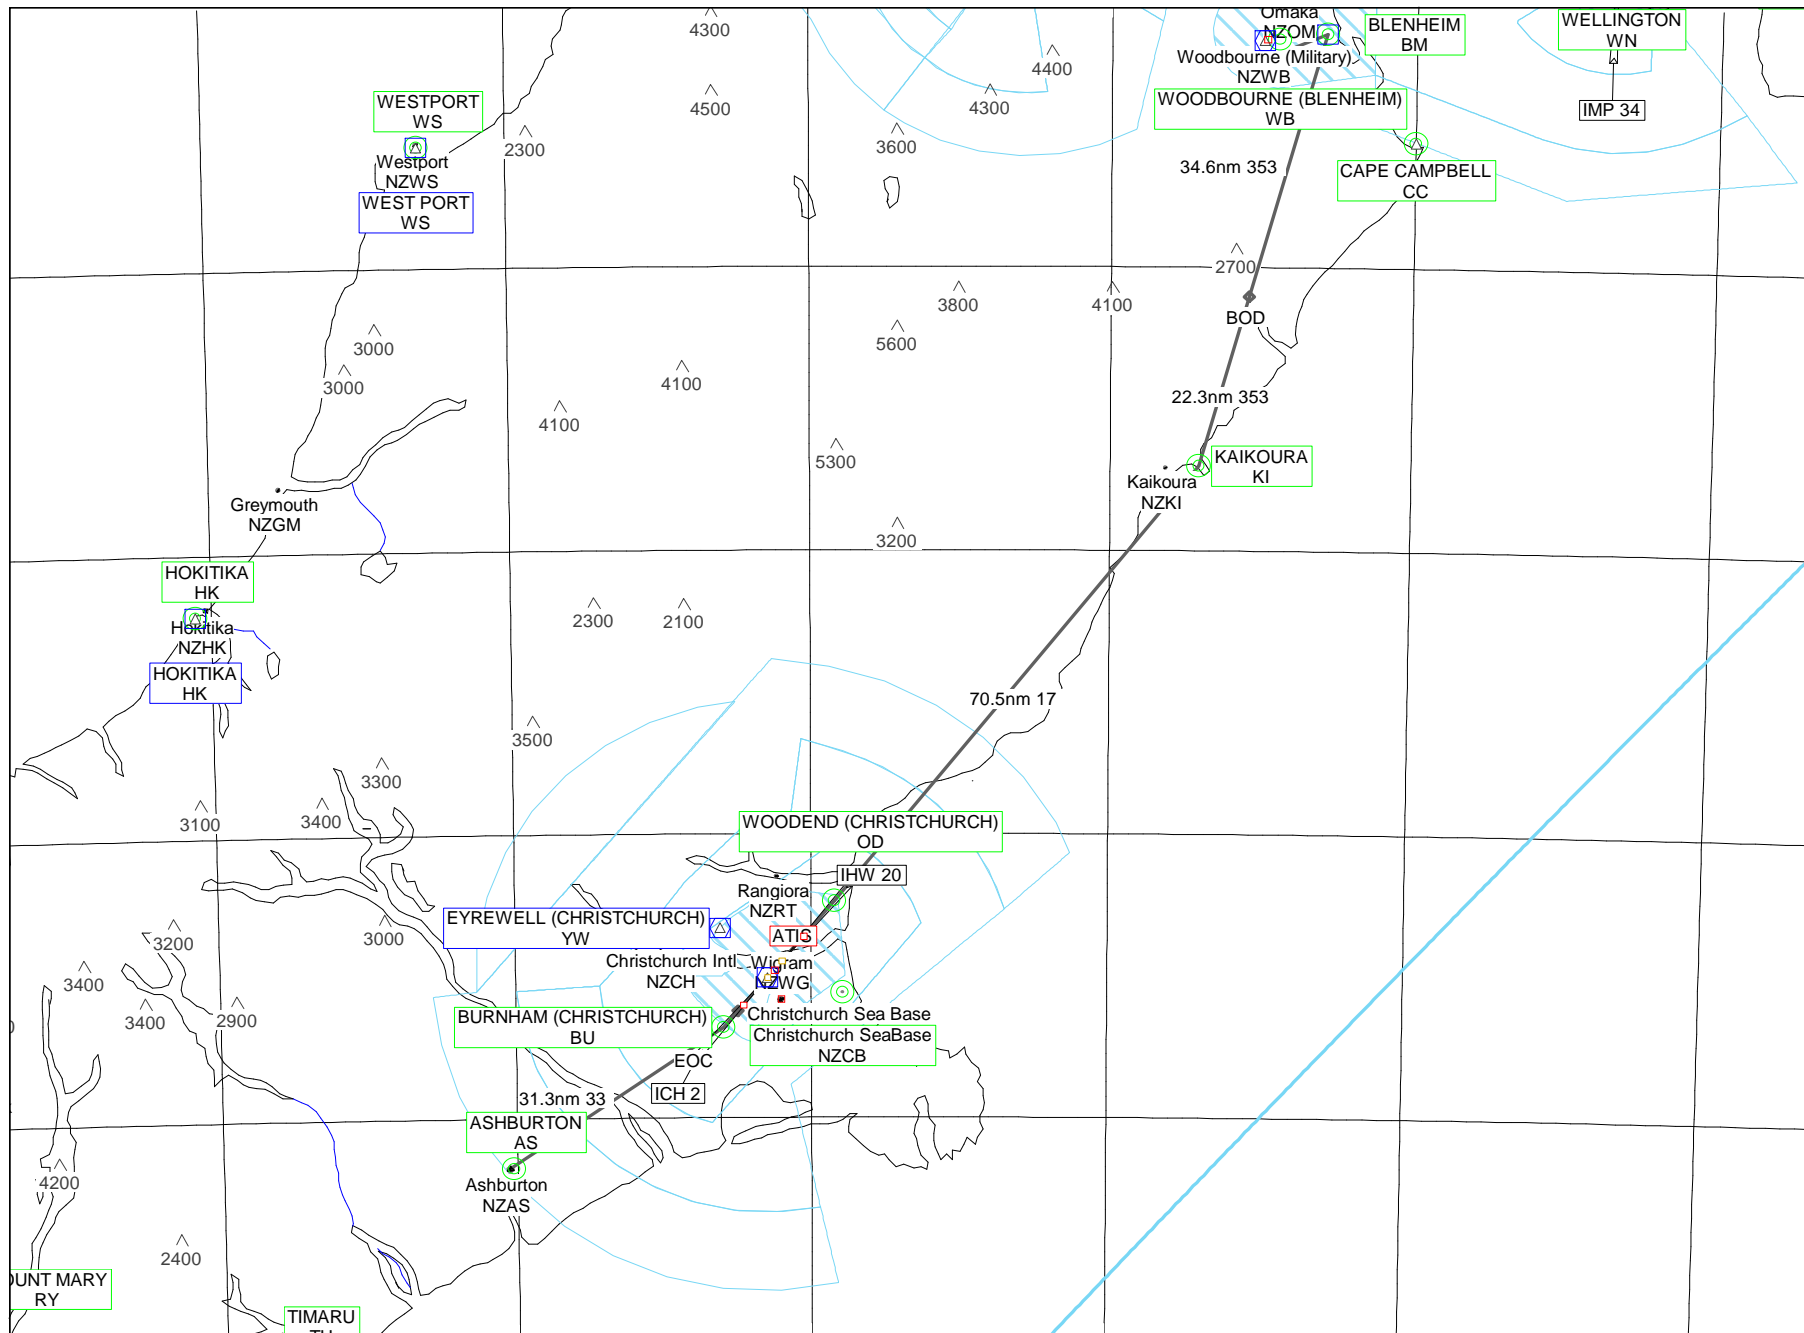 4300
Omaka
NZOM
BLENHEIM
BM
WELLINGTON
WN
4400
Woodbourne (Military)
NZWB
4500
4300
WESTPORT
WS
WOODBOURNE (BLENHEIM)
WB
IMP 34
2300
3600
Westport
NZWS
34.6nm 353
CAPE CAMPBELL
CC
WEST PORT
WS
2700
3800
4100
BOD
3000
5600
3000
4100
22.3nm 353
4100
5300
KAIKOURA
KI
Kaikoura
NZKI
Greymouth
NZGM
3200
HOKITIKA
HK
2300
2100
Hokitika
NZHK
HOKITIKA
HK
70.5nm 17
3500
3300
3100
3400
WOODEND (CHRISTCHURCH)
OD
IHW 20
Rangiora
NZRT
EYREWELL (CHRISTCHURCH)
YW
ATIS
3000
3200
Christchurch Intl
NZCH
Wigram
NZWG
3400
3400
2900
Christchurch Sea Base
BURNHAM (CHRISTCHURCH)
BU
Christchurch SeaBase
NZCB
EOC
ICH 2
31.3nm 33
ASHBURTON
AS
4200
Ashburton
NZAS
2400
OUNT MARY
RY
TIMARU